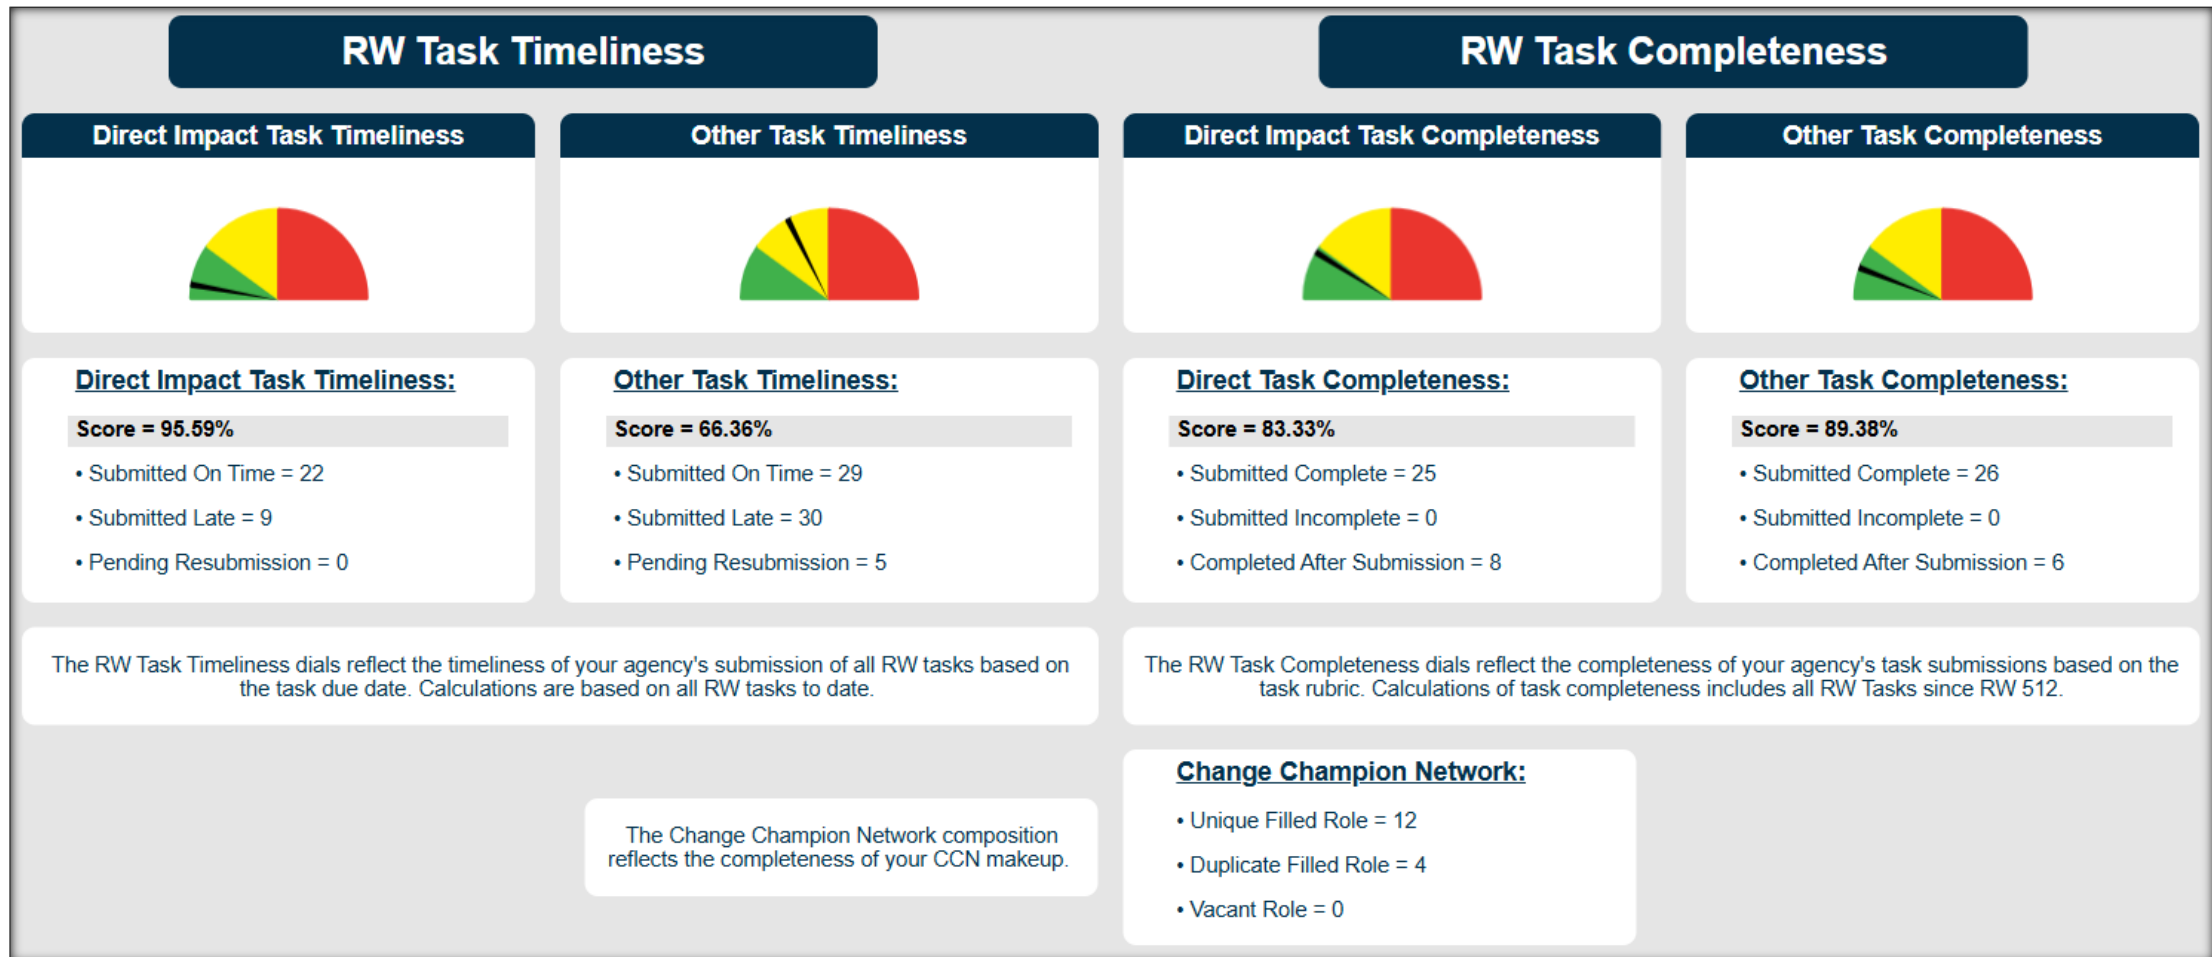 RW Task Timeliness
RW Task Completeness
Direct Impact Task Timeliness
Other Task Timeliness
Direct Impact Task Completeness
Other Task Completeness
Direct Impact Task Timeliness:
Score = 95.59%
• Submitted On Time = 22
• Submitted Late = 9
• Pending Resubmission = 0
Other Task Timeliness:
Score = 66.36%
• Submitted On Time = 29
• Submitted Late = 30
• Pending Resubmission = 5
Direct Task Completeness:
Score = 83.33%
• Submitted Complete = 25
• Submitted Incomplete = 0
• Completed After Submission = 8
Other Task Completeness:
Score = 89.38%
• Submitted Complete = 26
• Submitted Incomplete = 0
• Completed After Submission = 6
The RW Task Timeliness dials reflect the timeliness of your agency's submission of all RW tasks based on
the task due date. Calculations are based on all RW tasks to date.
The RW Task Completeness dials reflect the completeness of your agency's task submissions based on the
task rubric. Calculations of task completeness includes all RW Tasks since RW 512.
The Change Champion Network composition
reflects the completeness of your CCN makeup.
Change Champion Network:
• Unique Filled Role = 12
• Duplicate Filled Role = 4
• Vacant Role = 0